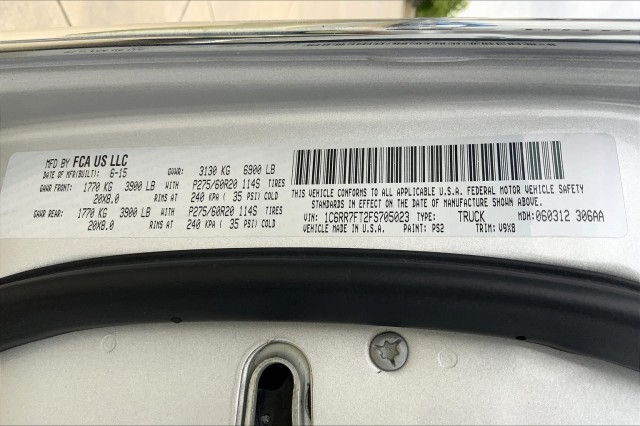 MFD BY FCA US LLC
DATE OF MFR(BUILT): 6-15 GVWR: 3130 KG 6900 LB
GAWR FRONT: 1770 KG 3900 LB WITH P275/60R20 114S TIRES
20X8.0 RIMS AT 240 KPA ( 35 PSI) COLD
GAWR REAR: 1770 KG 3900 LB WITH P275/60R20 114S TIRES
20X8.0 RIMS AT 240 KPA ( 35 PSI) COLD
THIS VEHICLE CONFORMS TO ALL APPLICABLE U.S.A. FEDERAL MOTOR VEHICLE SAFETY
STANDARDS IN EFFECT ON THE DATE OF MANUFACTURE SHOWN ABOVE.
VIN: 1C6RR7FT2FS705023 TYPE: TRUCK MDH:060312 306AA
VEHICLE MADE IN U.S.A. PAINT: PS2 TRIM: V9X8